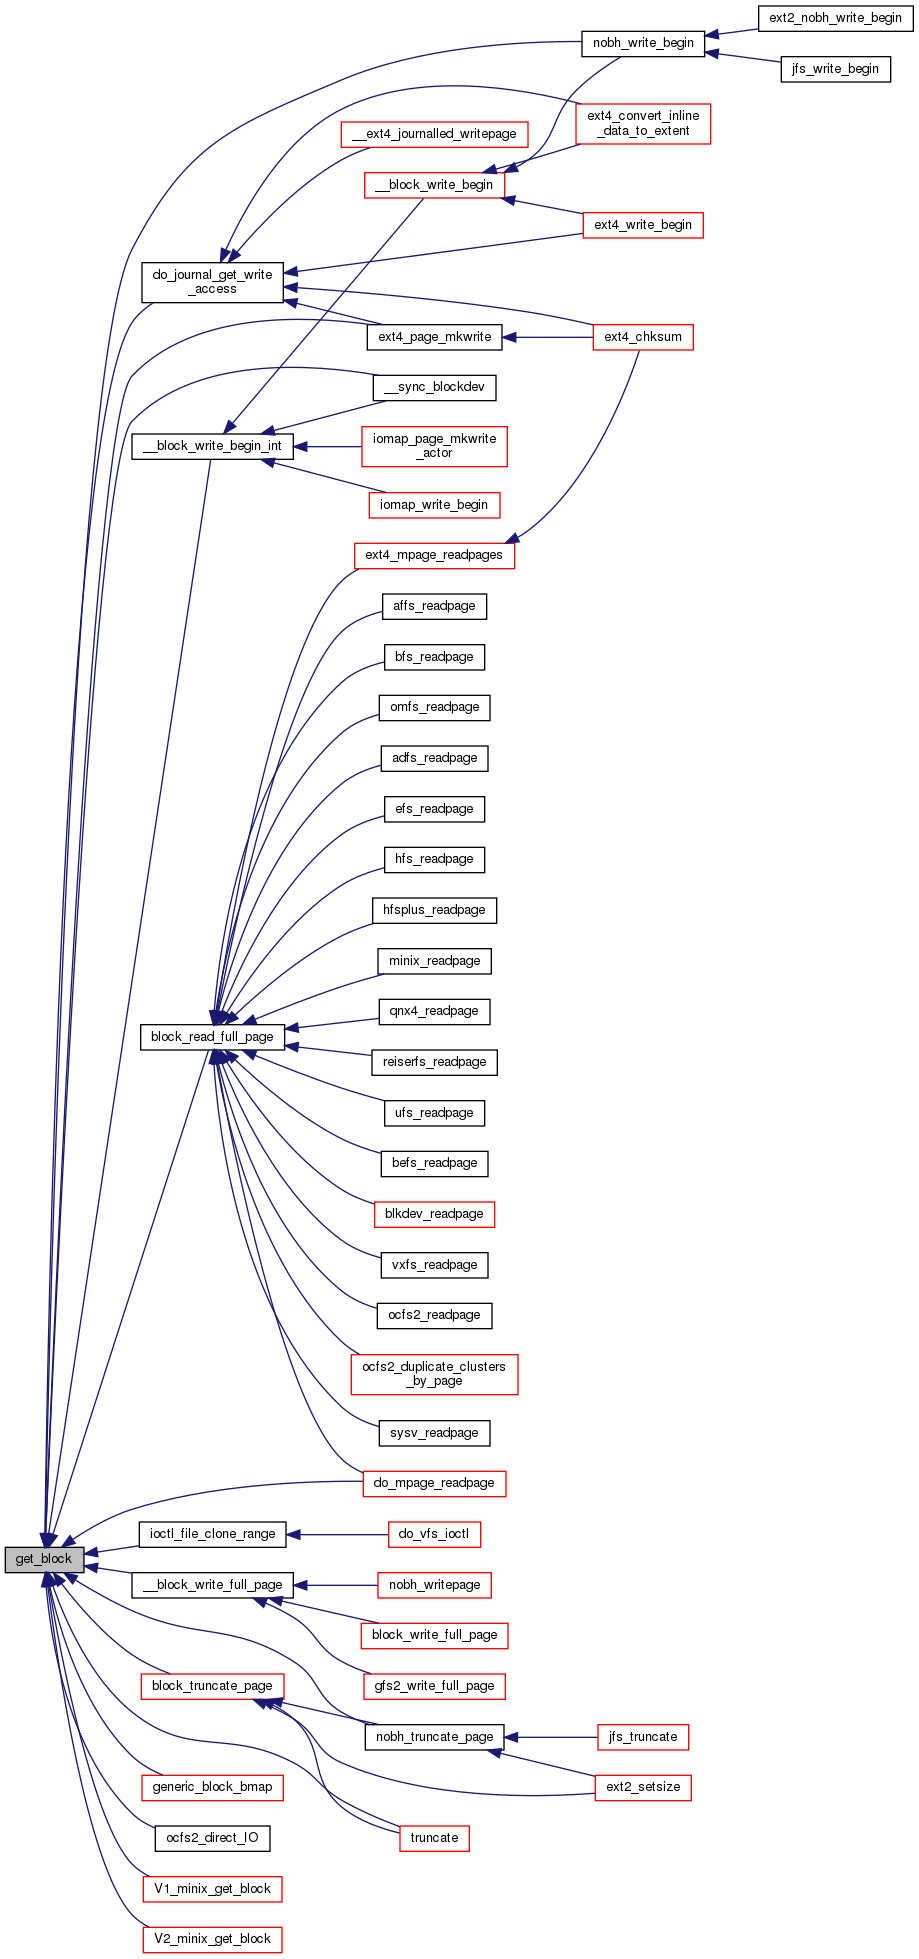 ext2_nobh_write_begin
nobh_write_begin
jfs_write_begin
ext4_convert_inline
_data_to_extent
__ext4_journalled_writepage
__block_write_begin
ext4_write_begin
do_journal_get_write
_access
ext4_page_mkwrite
ext4_chksum
__sync_blockdev
__block_write_begin_int
iomap_page_mkwrite
_actor
iomap_write_begin
ext4_mpage_readpages
affs_readpage
bfs_readpage
omfs_readpage
adfs_readpage
efs_readpage
hfs_readpage
hfsplus_readpage
minix_readpage
qnx4_readpage
block_read_full_page
reiserfs_readpage
ufs_readpage
befs_readpage
blkdev_readpage
vxfs_readpage
ocfs2_readpage
ocfs2_duplicate_clusters
_by_page
sysv_readpage
do_mpage_readpage
ioctl_file_clone_range
do_vfs_ioctl
get_block
__block_write_full_page
nobh_writepage
block_write_full_page
block_truncate_page
gfs2_write_full_page
nobh_truncate_page
jfs_truncate
generic_block_bmap
ext2_setsize
ocfs2_direct_IO
truncate
V1_minix_get_block
V2_minix_get_block